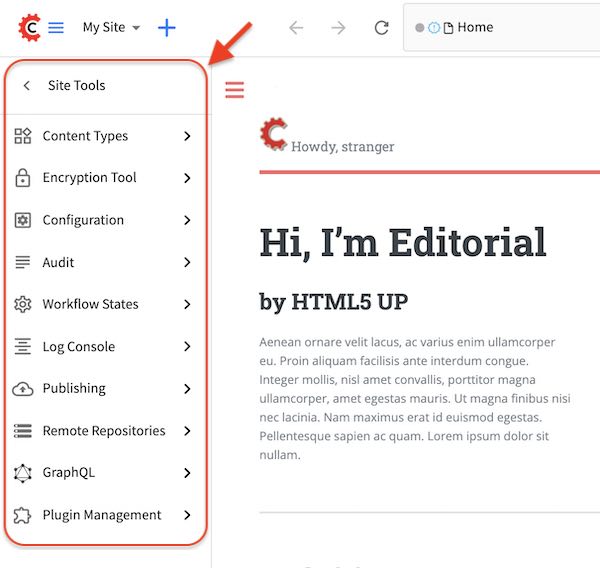 My Site
Home
Site Tools
Content Types
Encryption Tool
Configuration
Audit
Workflow States
Log Console
Publishing
Remote Repositories
GraphQL
Plugin Management
Howdy, stranger
Hi, I'm Editorial
by HTML5 UP
Aenean ornare velit lacus, ac varius enim ullamcorper
eu. Proin aliquam facilisis ante interdum congue.
Integer mollis, nisl amet convallis, porttitor magna
ullamcorper, amet egestas mauris. Ut magna finibus nisi
nec lacinia. Nam maximus erat id euismod egestas.
Pellentesque sapien ac quam. Lorem ipsum dolor sit
nullam.